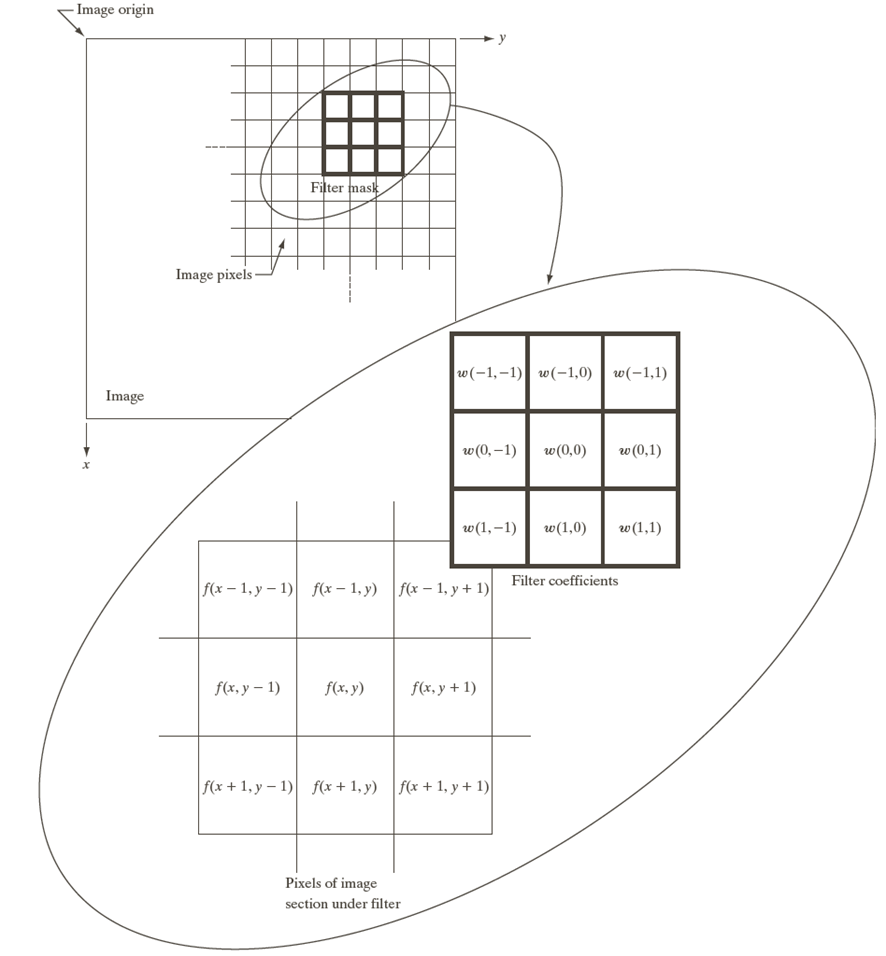 Image origin
y
Filter mask
Image pixels
Image
x
w(−1,−1) w(−1,0) w(−1,1)
w(0,−1) w(0,0) w(0,1)
w(1,−1) w(1,0) w(1,1)
Filter coefficients
f(x − 1, y − 1) f(x − 1, y) f(x − 1, y + 1)
f(x, y − 1) f(x, y) f(x, y + 1)
f(x + 1, y − 1) f(x + 1, y) f(x + 1, y + 1)
Pixels of image
section under filter